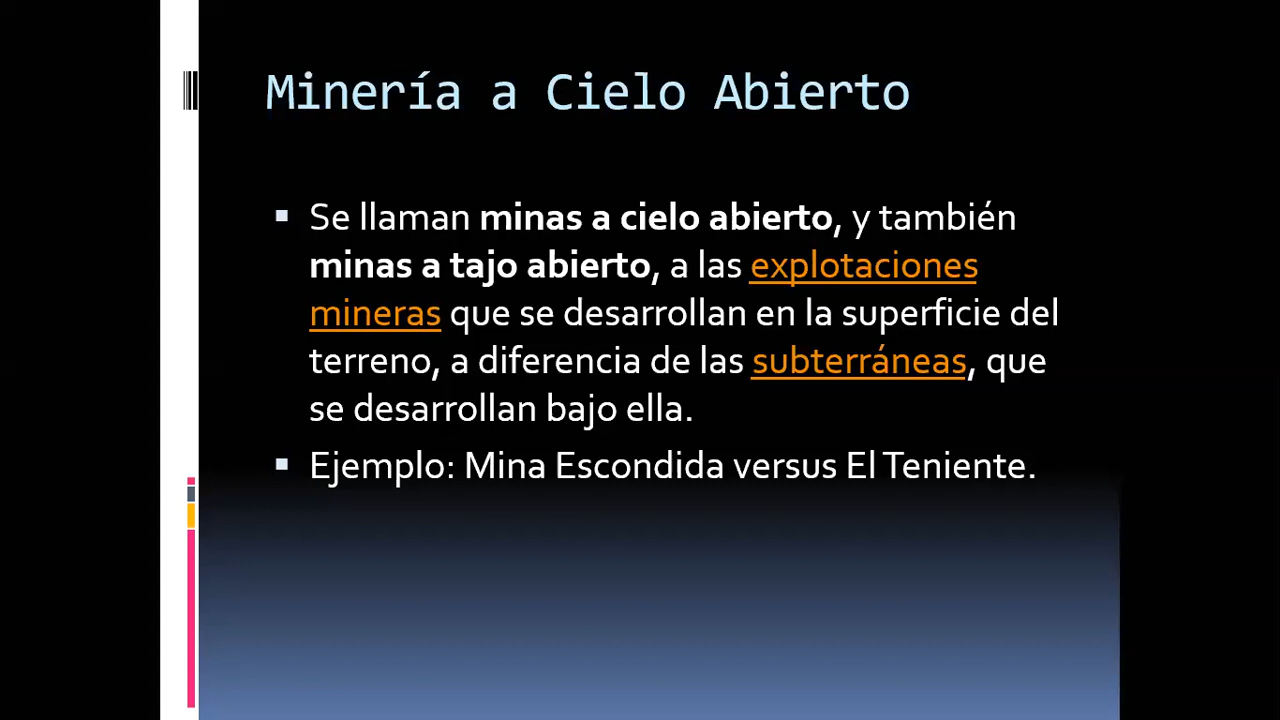 Minería a Cielo Abierto
Se llaman minas a cielo abierto, y también
minas a tajo abierto, a las explotaciones
mineras que se desarrollan en la superficie del
terreno, a diferencia de las subterráneas, que
se desarrollan bajo ella.
Ejemplo: Mina Escondida versus El Teniente.